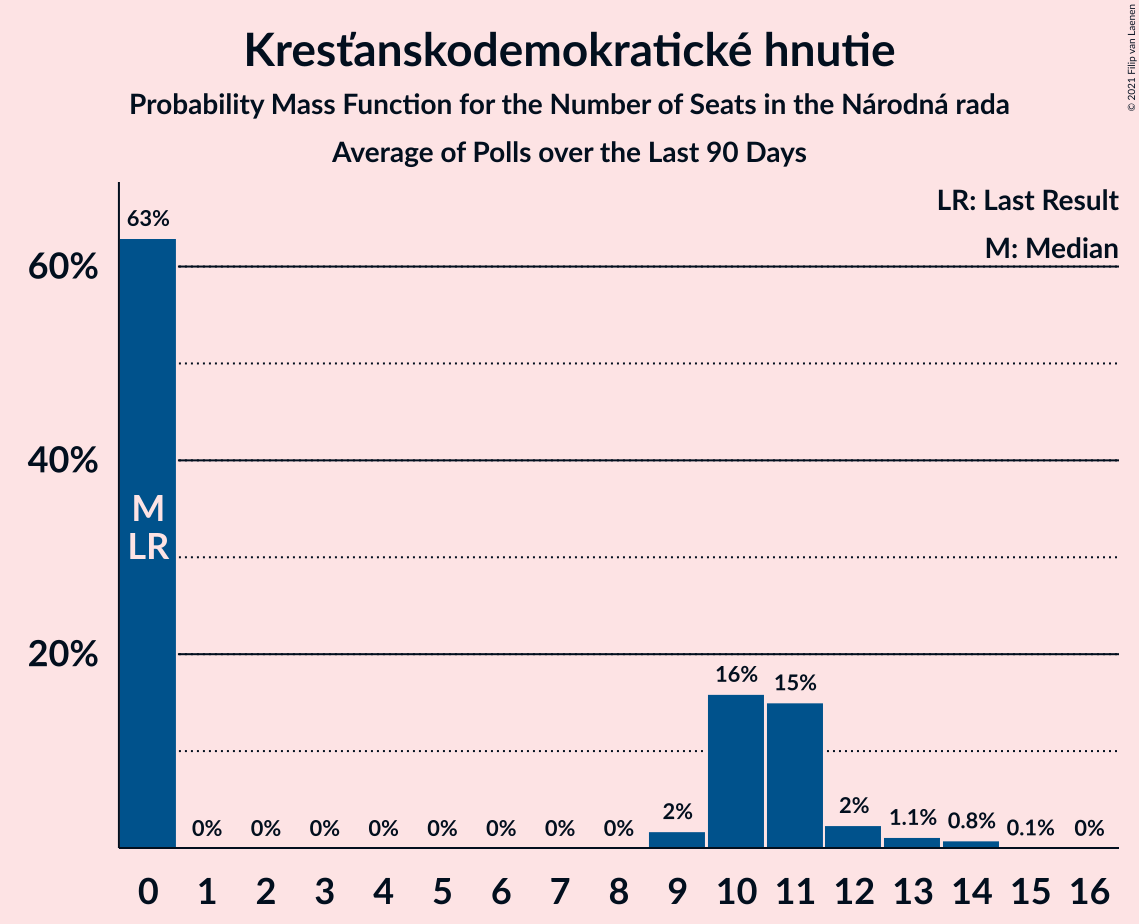 Kresťanskodemokratické hnutie
Probability Mass Function for the Number of Seats in the Národná rada
Average of Polls over the Last 90 Days
© 2021 Filip van Laenen
LR: Last Result
M: Median
60%
40%
20%
63%
M
LR
0%
0%
0%
0%
0%
0%
0%
0%
2%
16%
15%
2%
1.1%
0.8%
0.1%
0%
0 1 2 3 4 5 6 7 8 9 10 11 12 13 14 15 16